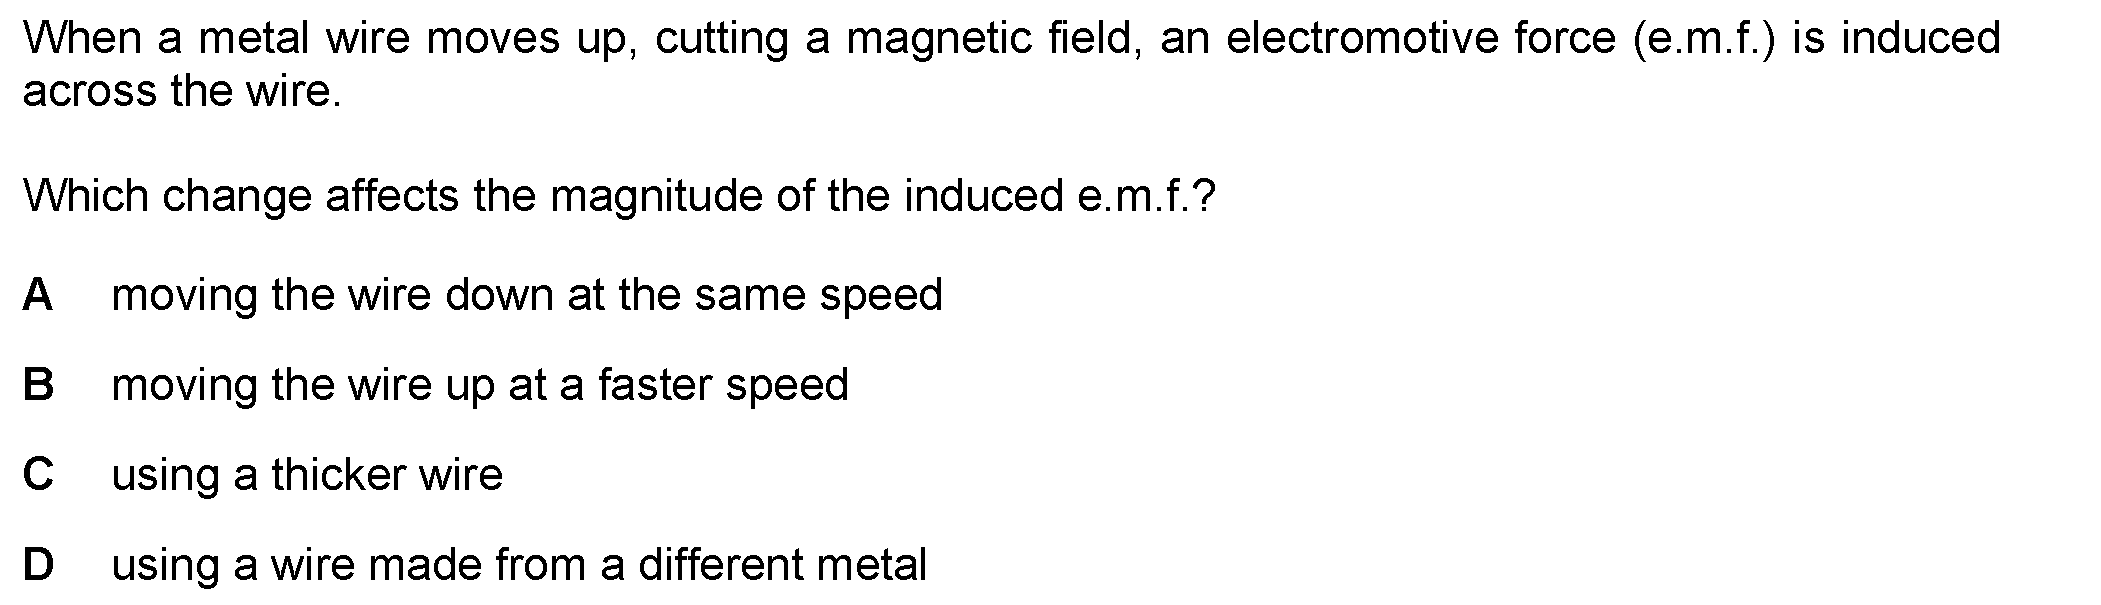 When a metal wire moves up, cutting a magnetic field, an electromotive force (e.m.f.) is induced
across the wire.
Which change affects the magnitude of the induced e.m.f.?
A moving the wire down at the same speed
B moving the wire up at a faster speed
C using a thicker wire
D using a wire made from a different metal